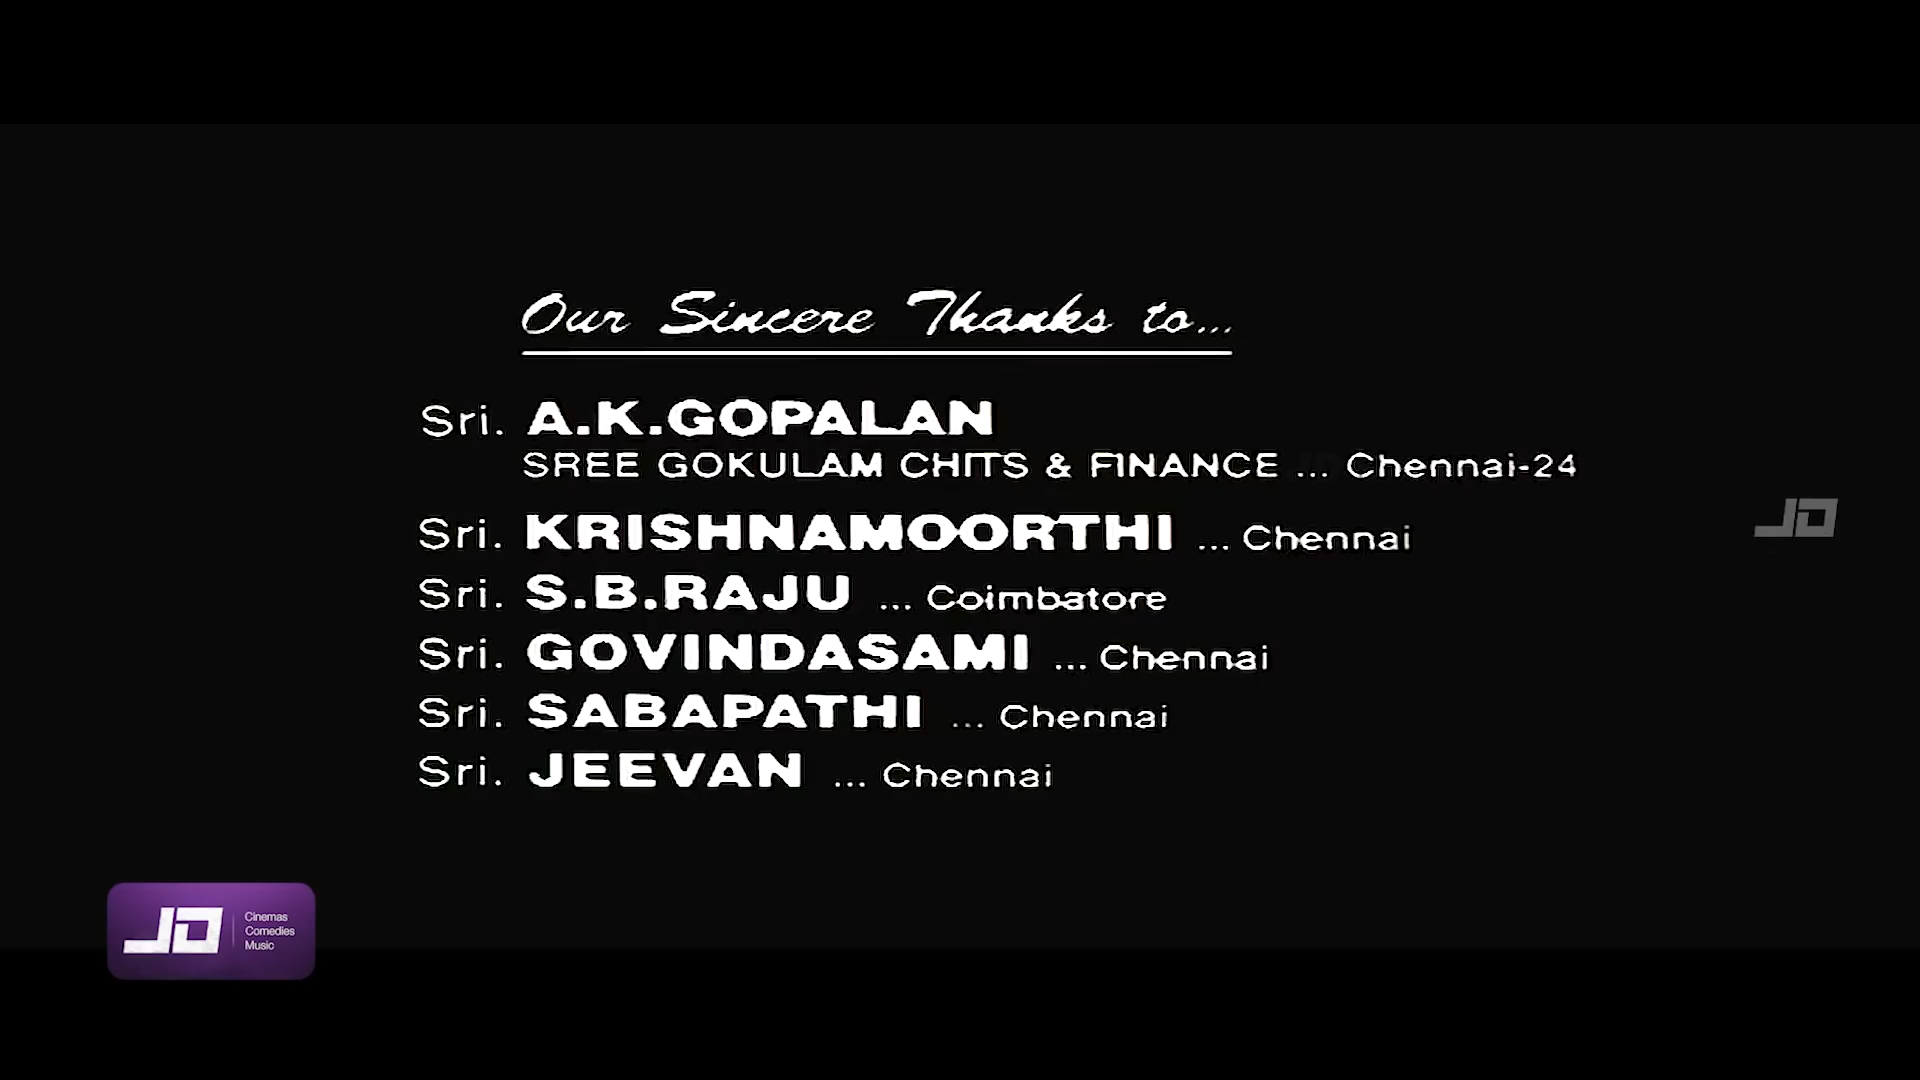 Our Sincere Thanks to...
Sri. A.K.GOPALAN
SREE GOKULAM CHITS & FINANCE ... Chennai-24
Sri. KRISHNAMOORTHI ... Chennai
Sri. S.B.RAJU ... Coimbatore
Sri. GOVINDASAMI ... Chennai
Sri. SABAPATHI ... Chennai
Sri. JEEVAN ... Chennai
JD
JD
Cinemas
Comedies
Music